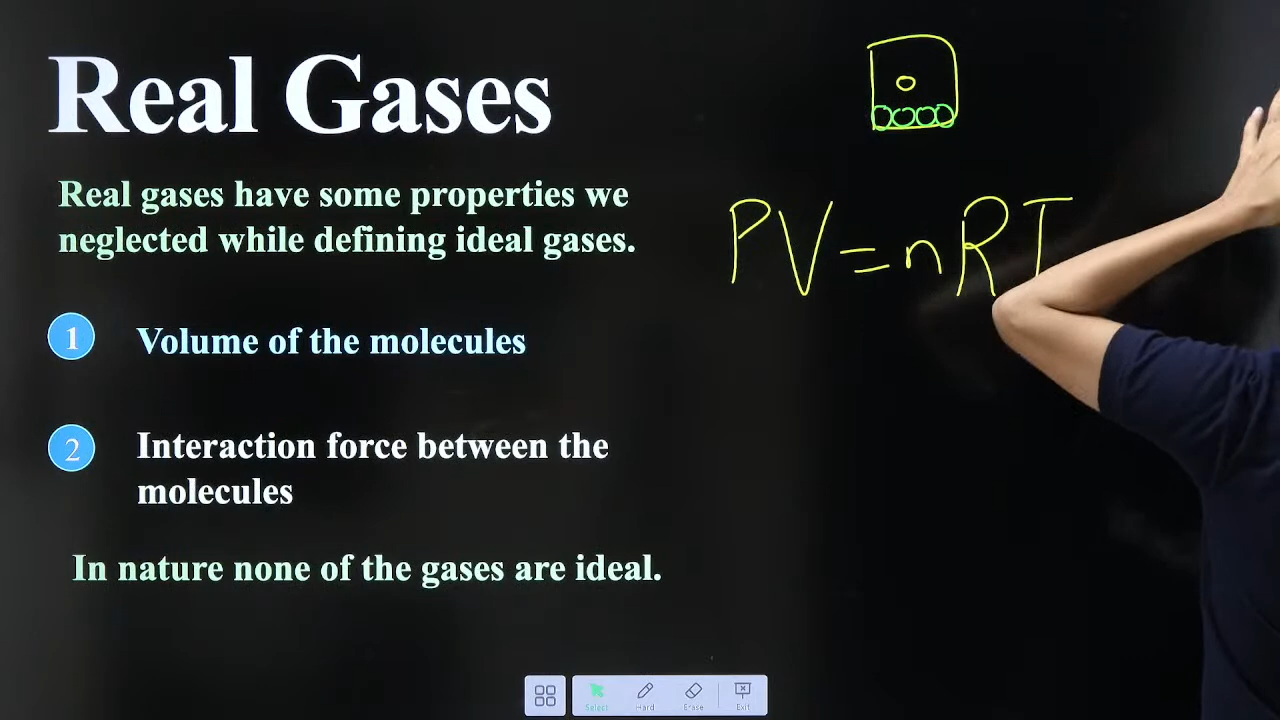 Real Gases
Real gases have some properties we
neglected while defining ideal gases.
PV=nRT
1 Volume of the molecules
2 Interaction force between the
molecules
In nature none of the gases are ideal.
Select Hard Erase Exit